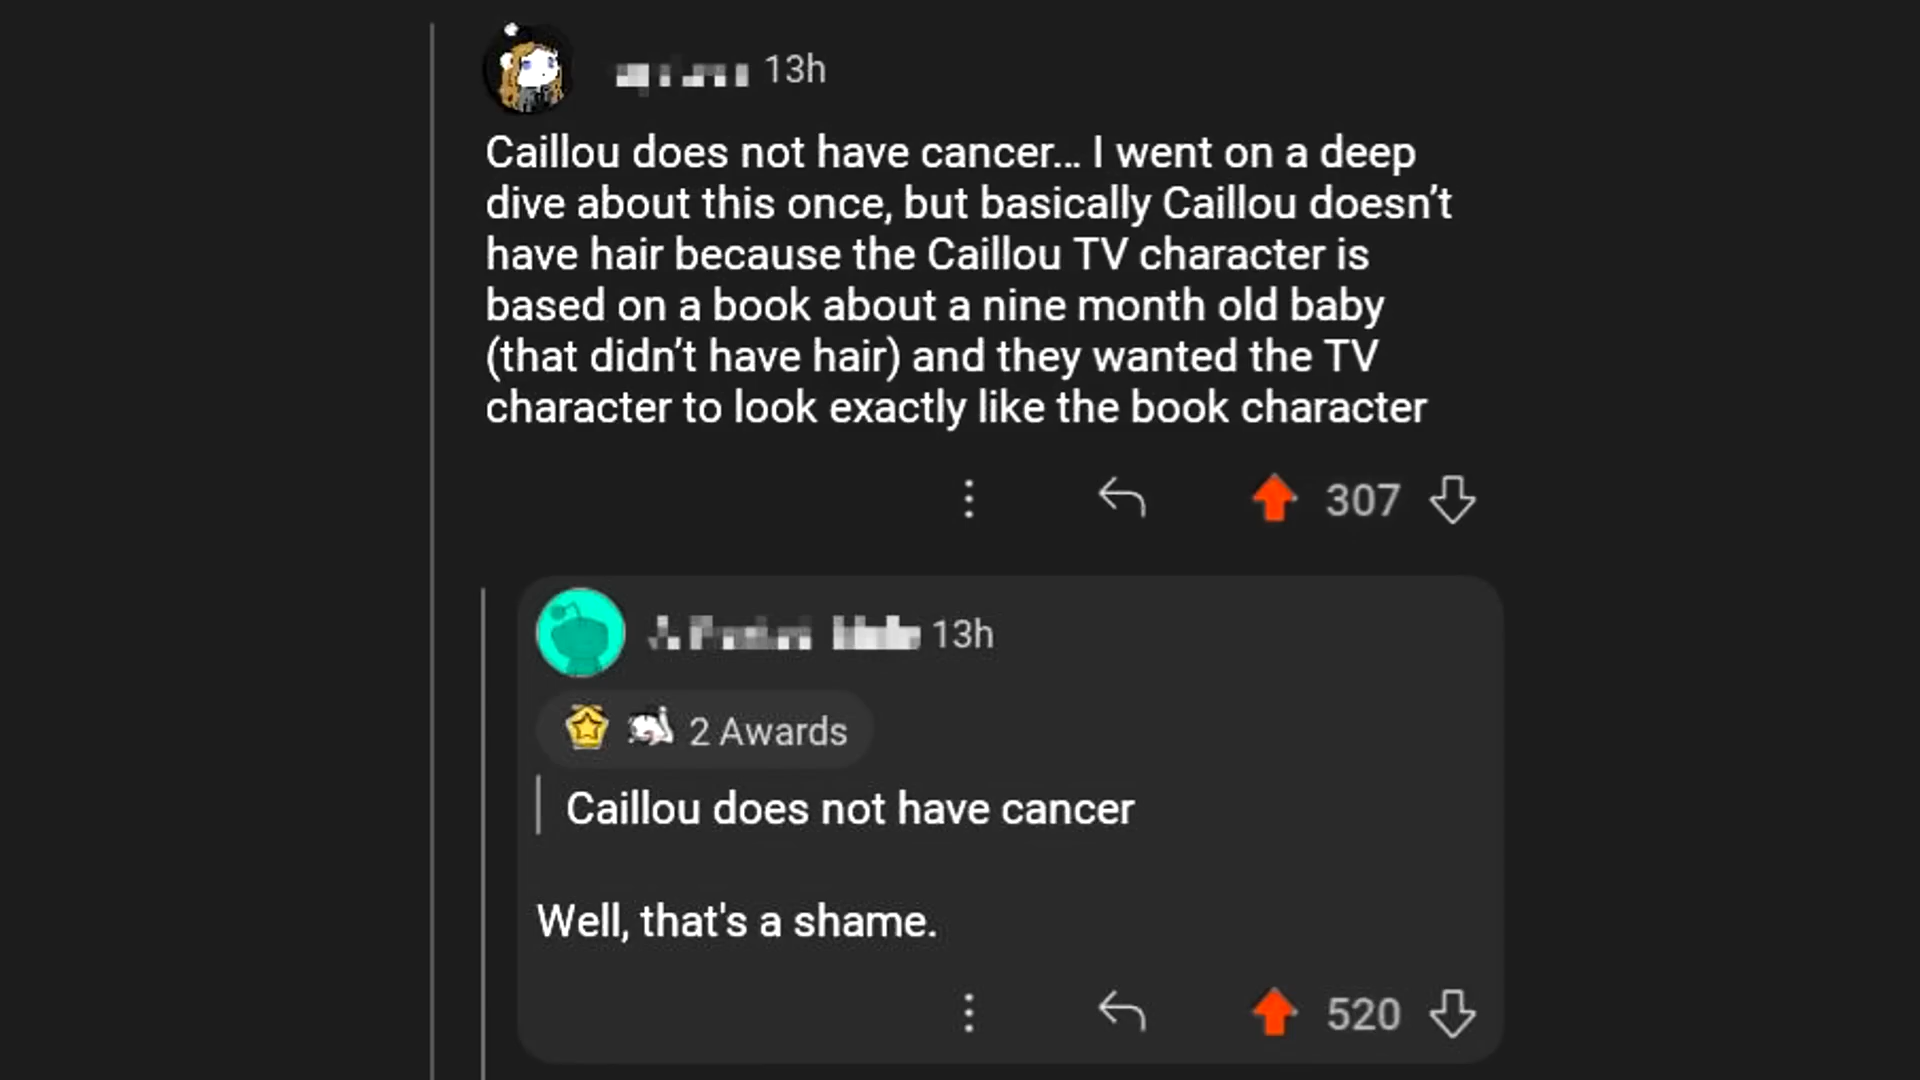 13h
Caillou does not have cancer... I went on a deep
dive about this once, but basically Caillou doesn’t
have hair because the Caillou TV character is
based on a book about a nine month old baby
(that didn’t have hair) and they wanted the TV
character to look exactly like the book character
307
13h
2 Awards
Caillou does not have cancer
Well, that's a shame.
520